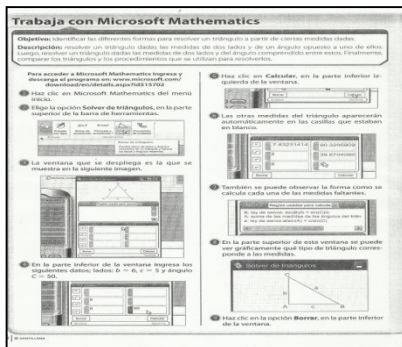 Trabaja con Microsoft Mathematics
Objetivo: identificar las diferentes formas para resolver un triángulo a partir de ciertas medidas dadas.
Descripción: resolver un triángulo dadas las medidas de dos lados y de un ángulo opuesto a uno de ellos.
Luego, resolver un triángulo dadas las medidas de dos lados y del ángulo comprendido entre estos. Finalmente,
comparar los triángulos y los procedimientos que se utilizan para resolverlos.
Para acceder a Microsoft Mathematics ingresa y
descarga el programa en: www.microsoft.com/
download/en/details.aspx?id=15702
Haz clic en Microsoft Mathematics del menú
inicio.
Elige la opción Solver de triángulos, en la parte
superior de la barra de herramientas.
La ventana que se despliega es la que se
muestra en la siguiente imagen.
En la parte inferior de la ventana ingresa los
siguientes datos; lados: b = 6, c = 5 y ángulo
C = 50.
Haz clic en Calcular, en la parte inferior iz-
quierda de la ventana.
Las otras medidas del triángulo aparecerán
automáticamente en las casillas que estaban
en blanco.
También se puede observar la forma como se
calcula cada una de las medidas faltantes.
En la parte superior de esta ventana se puede
ver gráficamente qué tipo de triángulo corres-
ponde a las medidas.
Solver de triángulos
Haz clic en la opción Borrar, en la parte inferior
de la ventana.